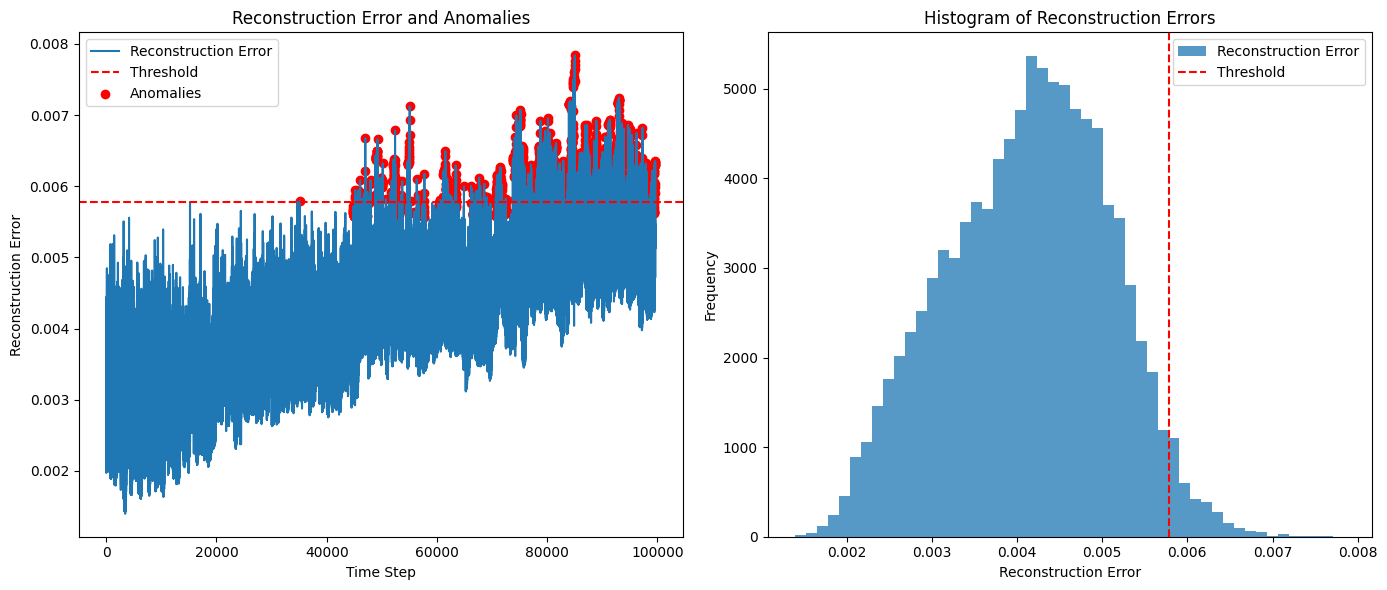 Reconstruction Error and Anomalies
Reconstruction Error
Threshold
Anomalies
Reconstruction Error
0.008
0.007
0.006
0.005
0.004
0.003
0.002
0
20000
40000
60000
80000
100000
Time Step
Histogram of Reconstruction Errors
Reconstruction Error
Threshold
Frequency
5000
4000
3000
2000
1000
0
0.002
0.003
0.004
0.005
0.006
0.007
0.008
Reconstruction Error